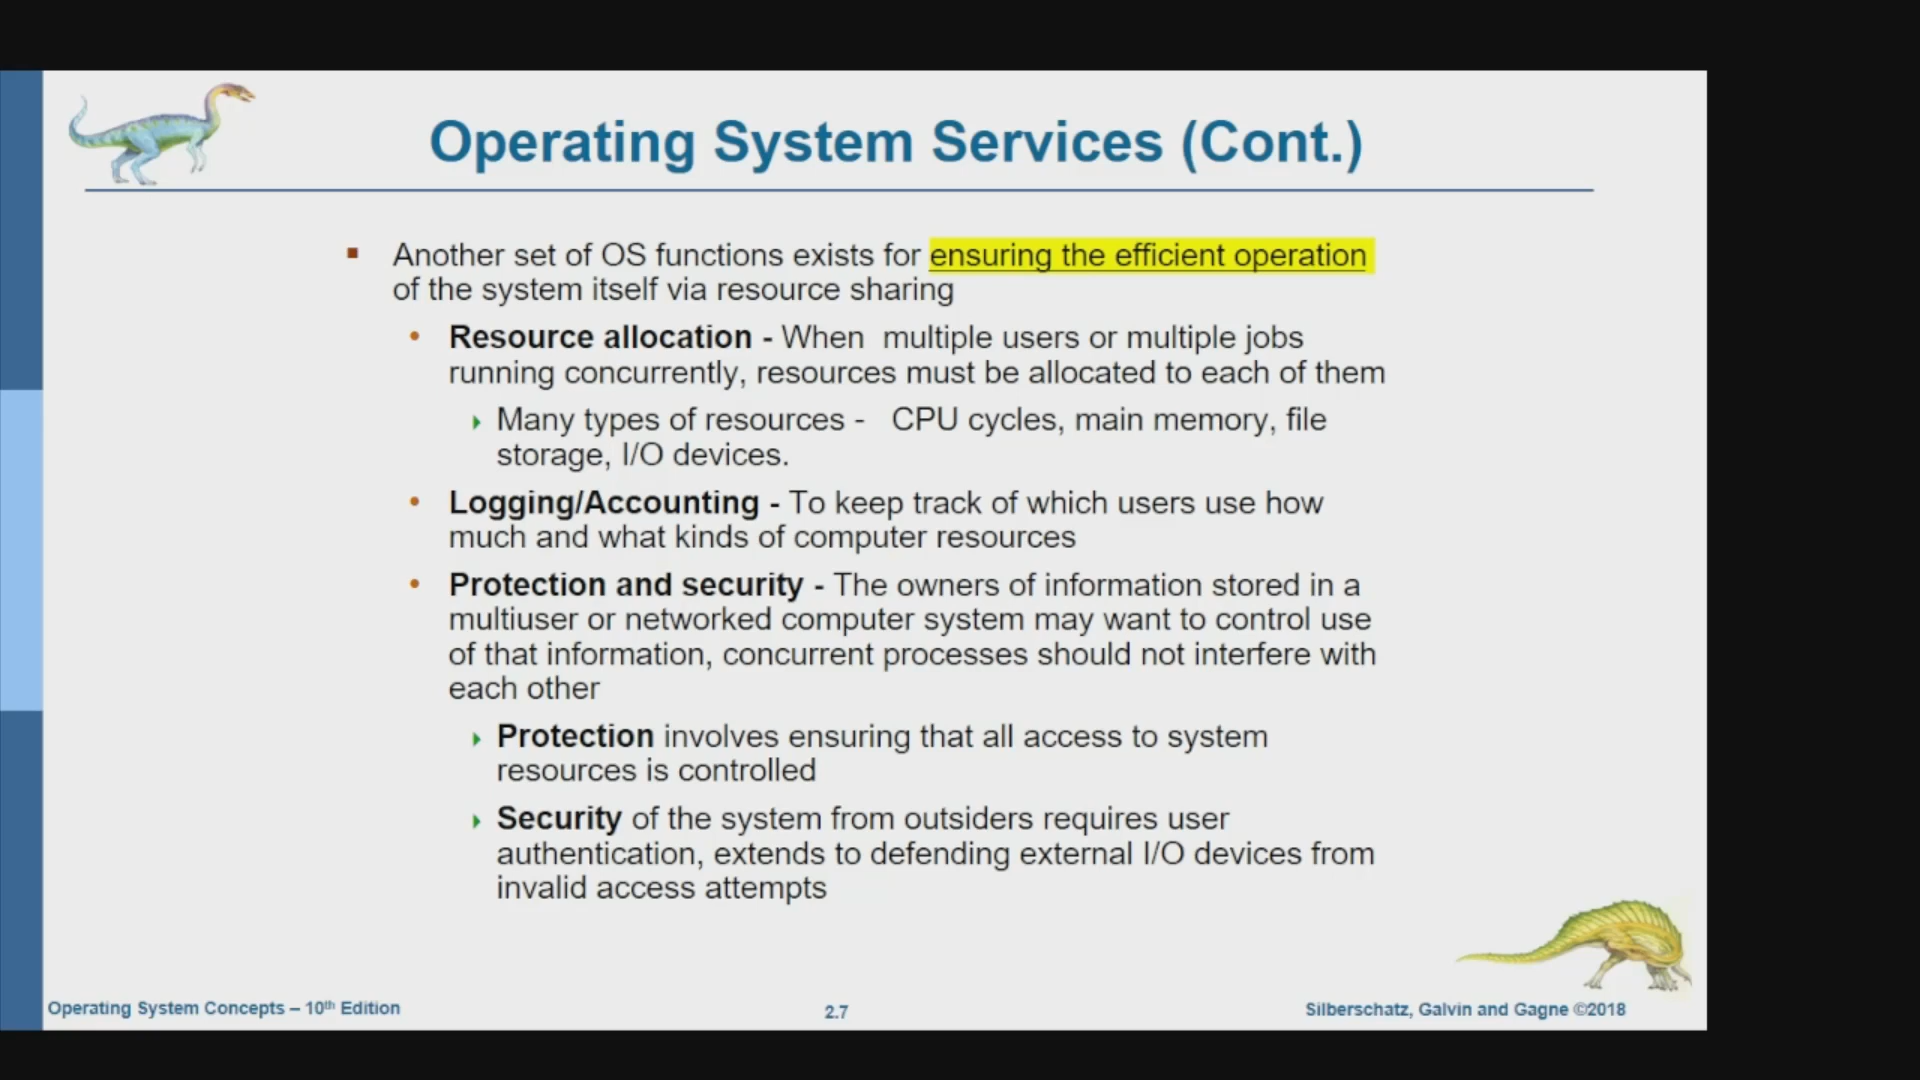 Operating System Services (Cont.)
Another set of OS functions exists for ensuring the efficient operation
of the system itself via resource sharing
Resource allocation - When  multiple users or multiple jobs
running concurrently, resources must be allocated to each of them
Many types of resources -   CPU cycles, main memory, file
storage, I/O devices.
Logging/Accounting - To keep track of which users use how
much and what kinds of computer resources
Protection and security - The owners of information stored in a
multiuser or networked computer system may want to control use
of that information, concurrent processes should not interfere with
each other
Protection involves ensuring that all access to system
resources is controlled
Security of the system from outsiders requires user
authentication, extends to defending external I/O devices from
invalid access attempts
Operating System Concepts – 10th Edition
2.7
Silberschatz, Galvin and Gagne ©2018